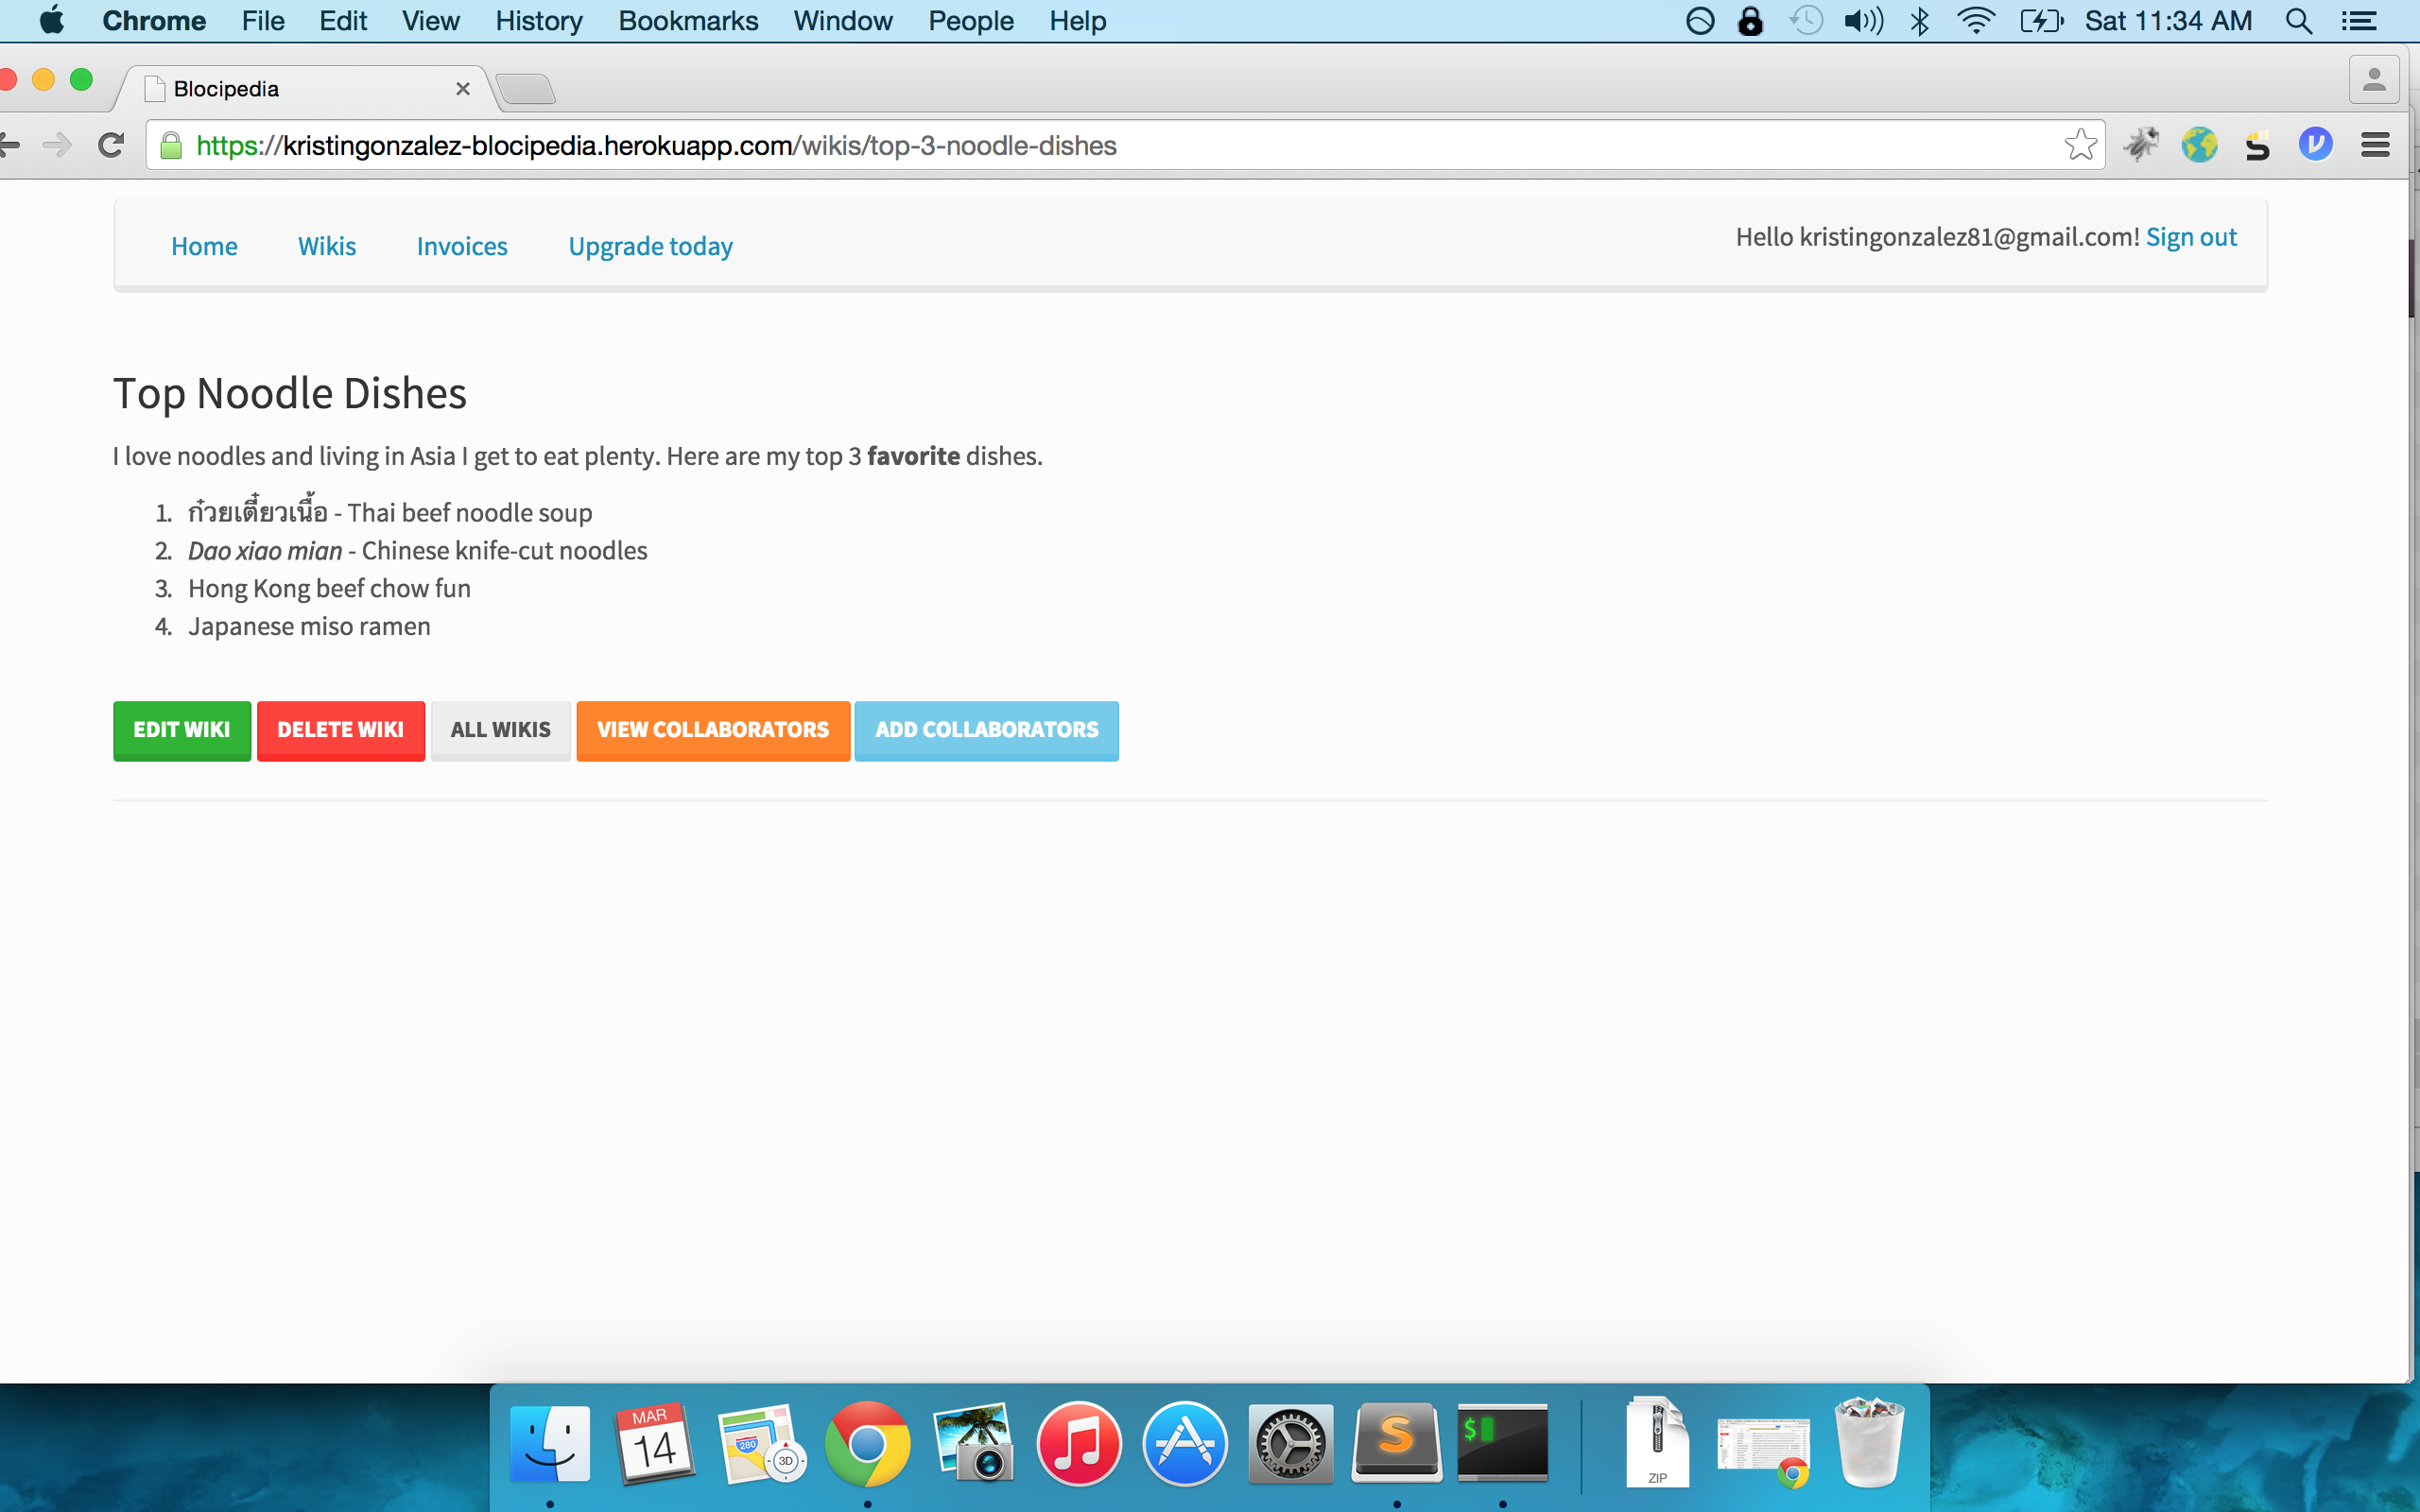 Chrome File Edit View History Bookmarks Window People Help Sat 11:34 AM
Blocipedia
https://kristingonzalez-blocipedia.herokuapp.com/wikis/top-3-noodle-dishes
Home Wikis Invoices Upgrade today Hello kristingonzalez81@gmail.com! Sign out
Top Noodle Dishes
I love noodles and living in Asia I get to eat plenty. Here are my top 3 favorite dishes.
1. ก๋วยเตี๋ยวเนื้อ - Thai beef noodle soup
2. Dao xiao mian - Chinese knife-cut noodles
3. Hong Kong beef chow fun
4. Japanese miso ramen
EDIT WIKI DELETE WIKI ALL WIKIS VIEW COLLABORATORS ADD COLLABORATORS
MAR
14
280
3D
S
$
ZIP